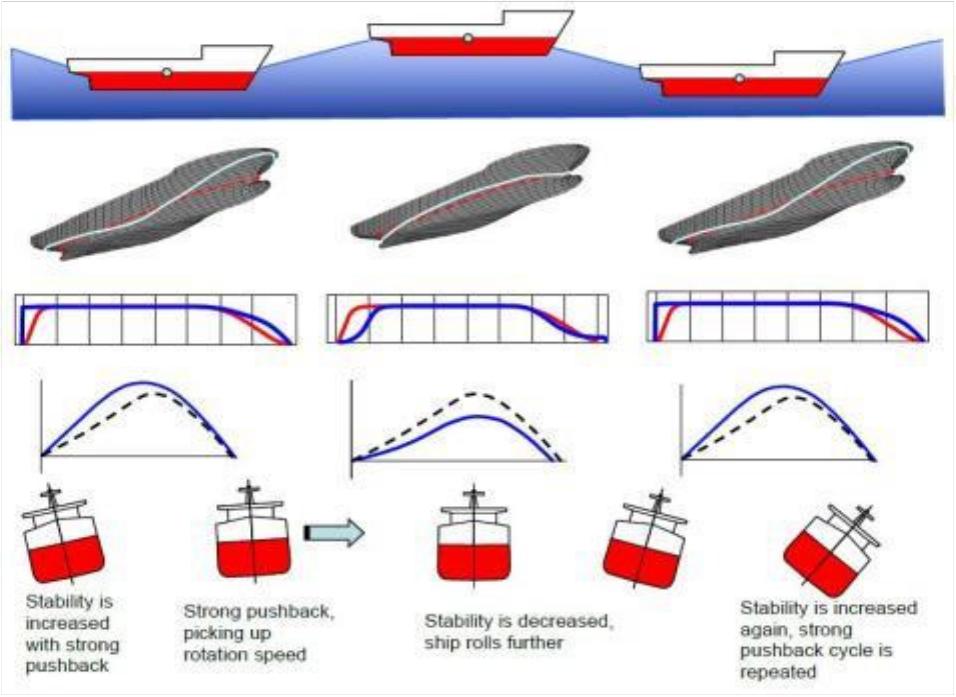 Stability is
increased
with strong
pushback
Strong pushback,
picking up
rotation speed
Stability is decreased,
ship rolls further
Stability is increased
again, strong
pushback cycle is
repeated